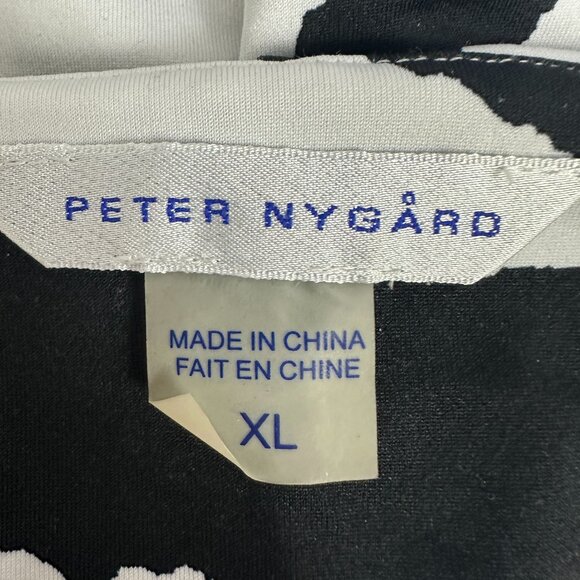 PETER NYGÅRD
MADE IN CHINA
FAIT EN CHINE
XL